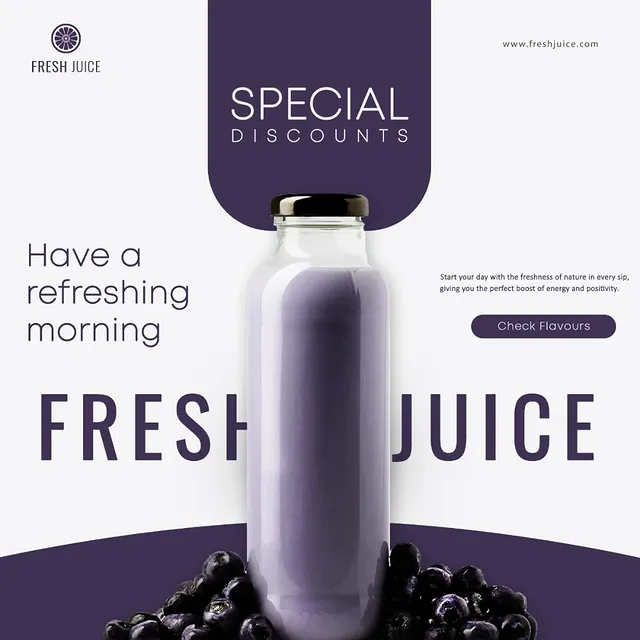 FRESH JUICE
www.freshjuice.com
SPECIAL
DISCOUNTS
Have a
refreshing
morning
Start your day with the freshness of nature in every sip,
giving you the perfect boost of energy and positivity.
Check Flavours
FRESH JUICE